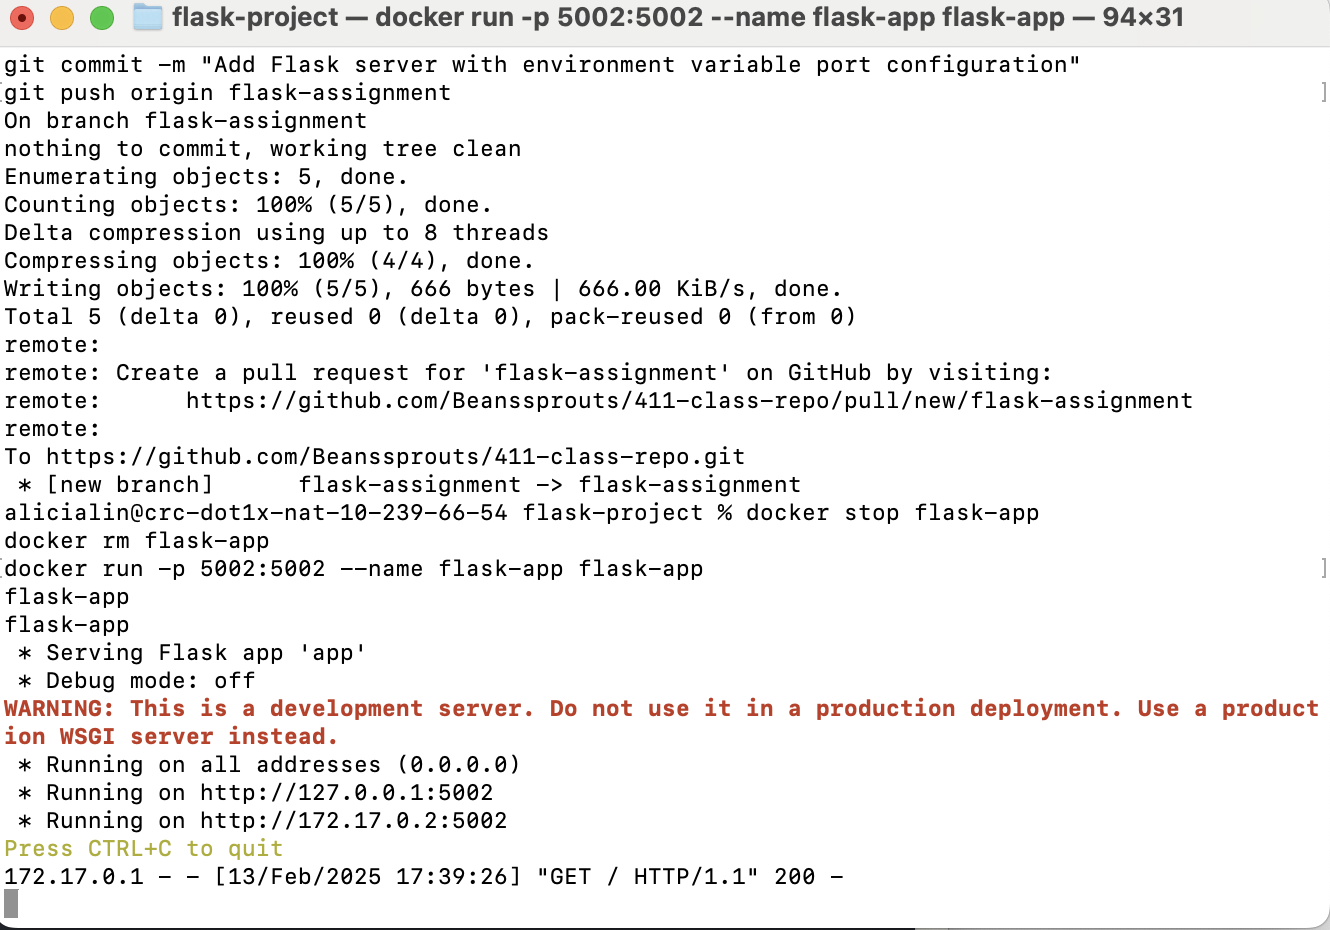 flask-project — docker run -p 5002:5002 --name flask-app flask-app — 94×31
git commit -m "Add Flask server with environment variable port configuration"
[git push origin flask-assignment ]
On branch flask-assignment
nothing to commit, working tree clean
Enumerating objects: 5, done.
Counting objects: 100% (5/5), done.
Delta compression using up to 8 threads
Compressing objects: 100% (4/4), done.
Writing objects: 100% (5/5), 666 bytes | 666.00 KiB/s, done.
Total 5 (delta 0), reused 0 (delta 0), pack-reused 0 (from 0)
remote:
remote: Create a pull request for 'flask-assignment' on GitHub by visiting:
remote:      https://github.com/Beanssprouts/411-class-repo/pull/new/flask-assignment
remote:
To https://github.com/Beanssprouts/411-class-repo.git
 * [new branch]      flask-assignment -> flask-assignment
alicialin@crc-dot1x-nat-10-239-66-54 flask-project % docker stop flask-app
docker rm flask-app
[docker run -p 5002:5002 --name flask-app flask-app ]
flask-app
flask-app
 * Serving Flask app 'app'
 * Debug mode: off
WARNING: This is a development server. Do not use it in a production deployment. Use a product
ion WSGI server instead.
 * Running on all addresses (0.0.0.0)
 * Running on http://127.0.0.1:5002
 * Running on http://172.17.0.2:5002
Press CTRL+C to quit
172.17.0.1 - - [13/Feb/2025 17:39:26] "GET / HTTP/1.1" 200 -